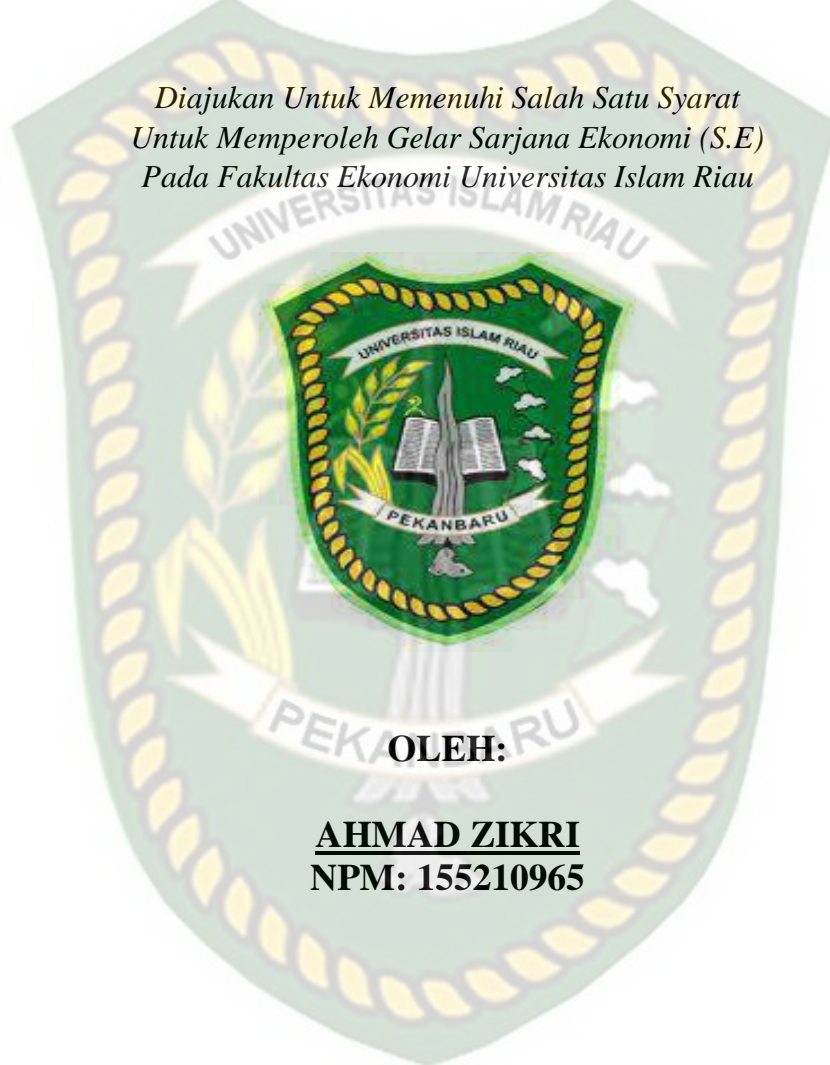 Diajukan Untuk Memenuhi Salah Satu Syarat
Untuk Memperoleh Gelar Sarjana Ekonomi (S.E)
Pada Fakultas Ekonomi Universitas Islam Riau
UNIVERSITAS ISLAM RIAU
UNIVERSITAS ISLAM RIAU
PEKANBARU
PEKANBARU
OLEH:
AHMAD ZIKRI
NPM: 155210965